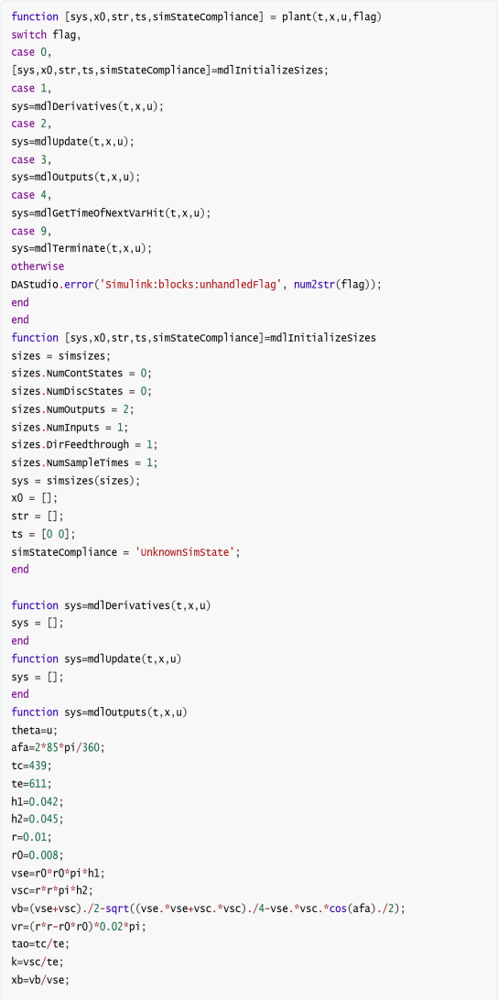 function [sys,x0,str,ts,simStateCompliance] = plant(t,x,u,flag)
switch flag,
case 0,
[sys,x0,str,ts,simStateCompliance]=mdlInitializeSizes;
case 1,
sys=mdlDerivatives(t,x,u);
case 2,
sys=mdlUpdate(t,x,u);
case 3,
sys=mdlOutputs(t,x,u);
case 4,
sys=mdlGetTimeOfNextVarHit(t,x,u);
case 9,
sys=mdlTerminate(t,x,u);
otherwise
DAStudio.error('Simulink:blocks:unhandledFlag', num2str(flag));
end
end
function [sys,x0,str,ts,simStateCompliance]=mdlInitializeSizes
sizes = simsizes;
sizes.NumContStates = 0;
sizes.NumDiscStates = 0;
sizes.NumOutputs = 2;
sizes.NumInputs = 1;
sizes.DirFeedthrough = 1;
sizes.NumSampleTimes = 1;
sys = simsizes(sizes);
x0 = [];
str = [];
ts = [0 0];
simStateCompliance = 'UnknownSimState';
end
function sys=mdlDerivatives(t,x,u)
sys = [];
end
function sys=mdlUpdate(t,x,u)
sys = [];
end
function sys=mdlOutputs(t,x,u)
theta=u;
afa=2*85*pi/360;
tc=439;
te=611;
h1=0.042;
h2=0.045;
r=0.01;
r0=0.008;
vse=r0*r0*pi*h1;
vsc=r*r*pi*h2;
vb=(vse+vsc)./2-sqrt((vse.*vse+vsc.*vsc)./4-vse.*vsc.*cos(afa)./2);
vr=(r*r-r0*r0)*0.02*pi;
tao=tc/te;
k=vsc/te;
xb=vb/vse;